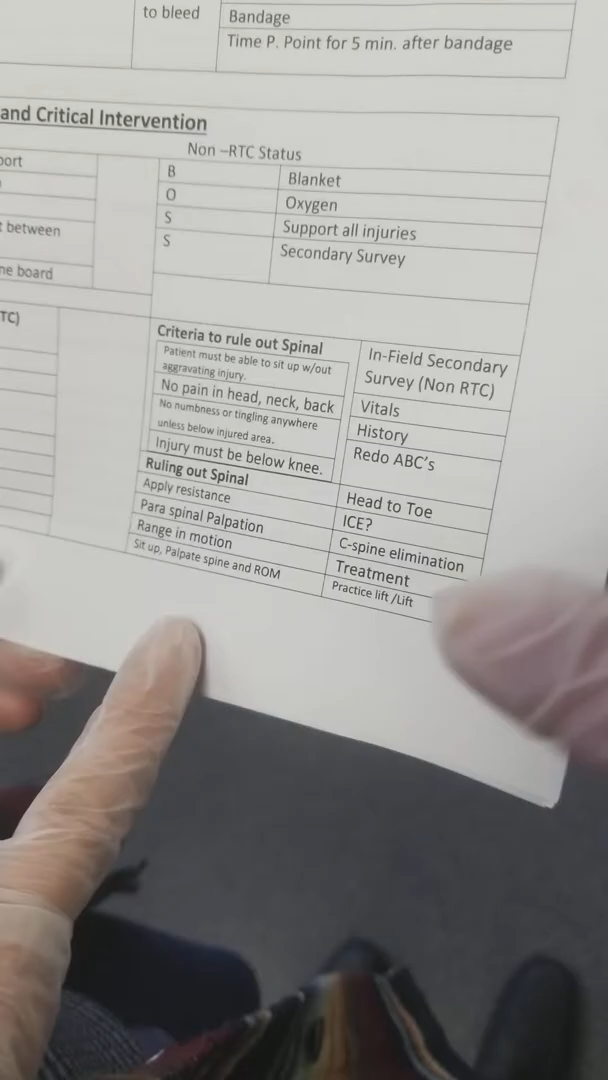 to bleed
Bandage
Time P. Point for 5 min. after bandage
and Critical Intervention
Non –RTC Status
B Blanket
O Oxygen
S Support all injuries
S Secondary Survey
between
board
TC)
Criteria to rule out Spinal
Patient must be able to sit up w/out
aggravating injury.
No pain in head, neck, back
No numbness or tingling anywhere
unless below injured area.
Injury must be below knee.
Ruling out Spinal
Apply resistance
Para spinal Palpation
Range in motion
Sit up, Palpate spine and ROM
In-Field Secondary
Survey (Non RTC)
Vitals
History
Redo ABC’s
Head to Toe
ICE?
C-spine elimination
Treatment
Practice lift /Lift